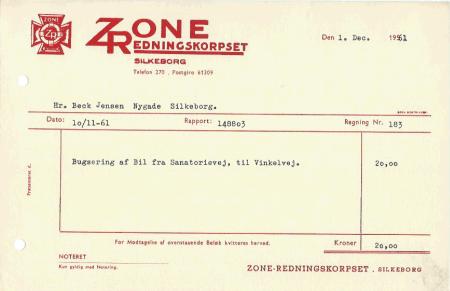 ZONE
ZR
ZONE
REDNINGSKORPSET
SILKEBORG
Telefon 270 . Postgiro 61309
Den 1. Dec. 1961
Hr. Beck Jensen Nygade Silkeborg.
Dato: 10/11-61 Rapport: 148803 Regning Nr. 183
Bugsering af Bil fra Sanatorievej, til Vinkelvej. 20,00
For Modtagelse af ovenstaaende Beløb kvitteres herved. Kroner 20,00
NOTERET
Kun gyldig med Notering.
ZONE-REDNINGSKORPSET . SILKEBORG